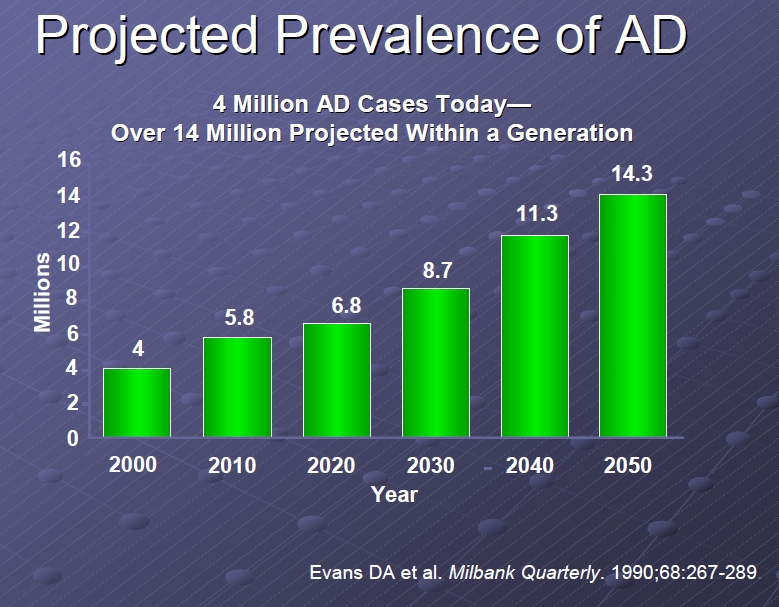 Projected Prevalence of AD
4 Million AD Cases Today—
Over 14 Million Projected Within a Generation
16
14
12
10
8
6
4
2
0
Millions
4
5.8
6.8
8.7
11.3
14.3
2000 2010 2020 2030 2040 2050
Year
Evans DA et al. Milbank Quarterly. 1990;68:267-289